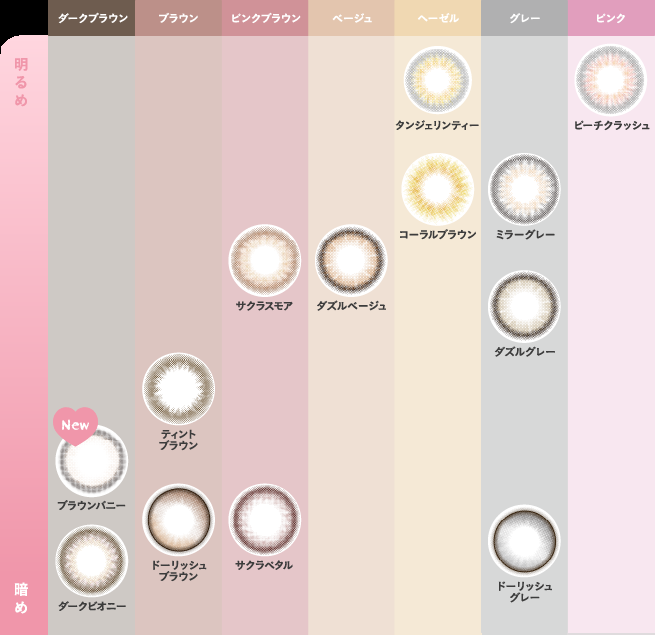 ダークブラウン
ブラウン
ピンクブラウン
ベージュ
ヘーゼル
グレー
ピンク
明るめ
タンジェリンティー
ピーチクラッシュ
コーラルブラウン
ミラーグレー
サクラスモア
ダズルベージュ
ダズルグレー
New
ティント
ブラウン
ブラウンバニー
ドーリッシュ
ブラウン
サクラペタル
ドーリッシュ
グレー
ダークピオニー
暗め